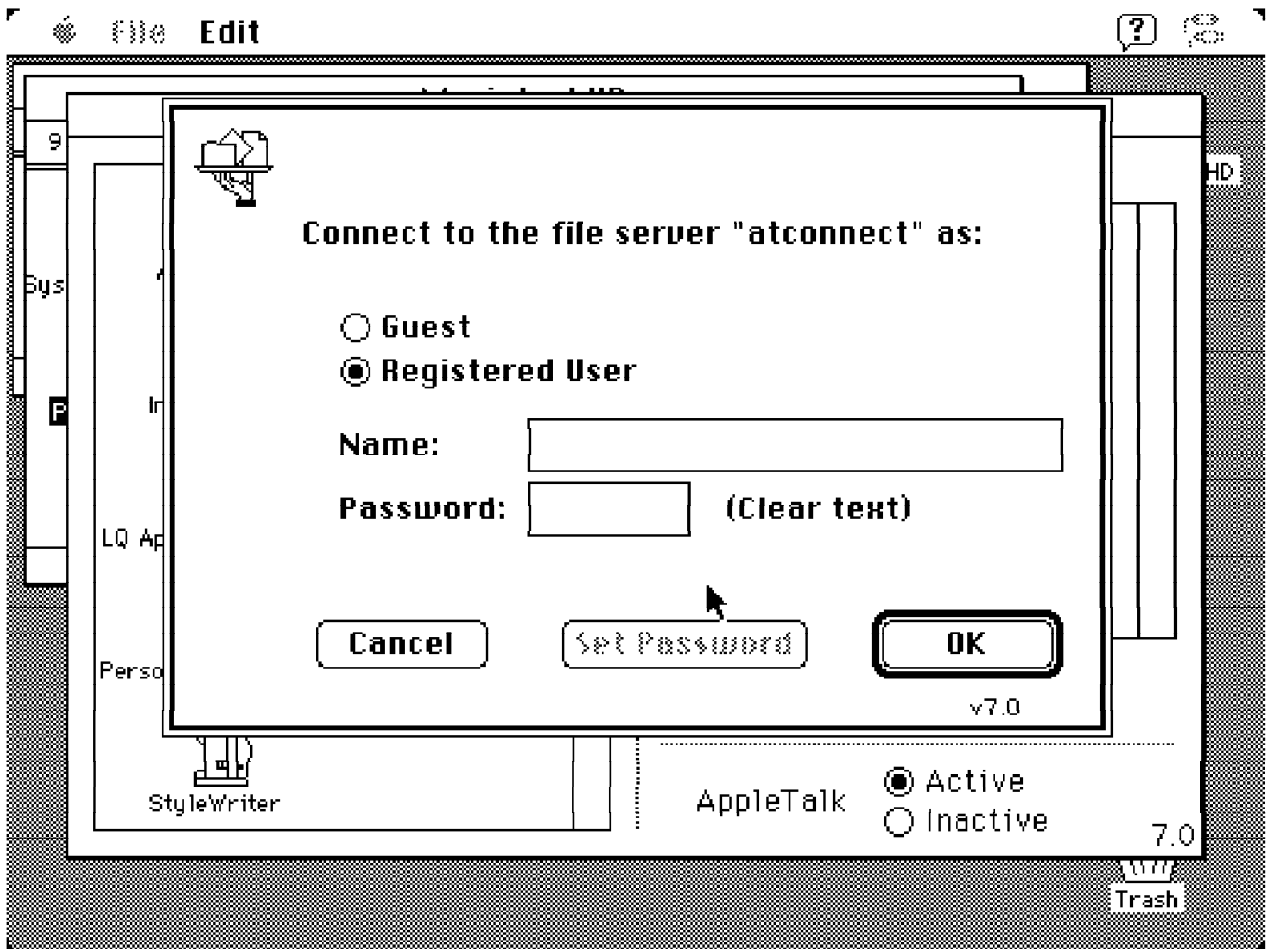 File Edit
9
HD
Connect to the file server "atconnect" as:
Sys
Guest
Registered User
P
In
Name:
Password: (Clear text)
LQ Ap
Cancel Set Password OK
Perso
v7.0
StyleWriter
AppleTalk
Active
Inactive
7.0
Trash